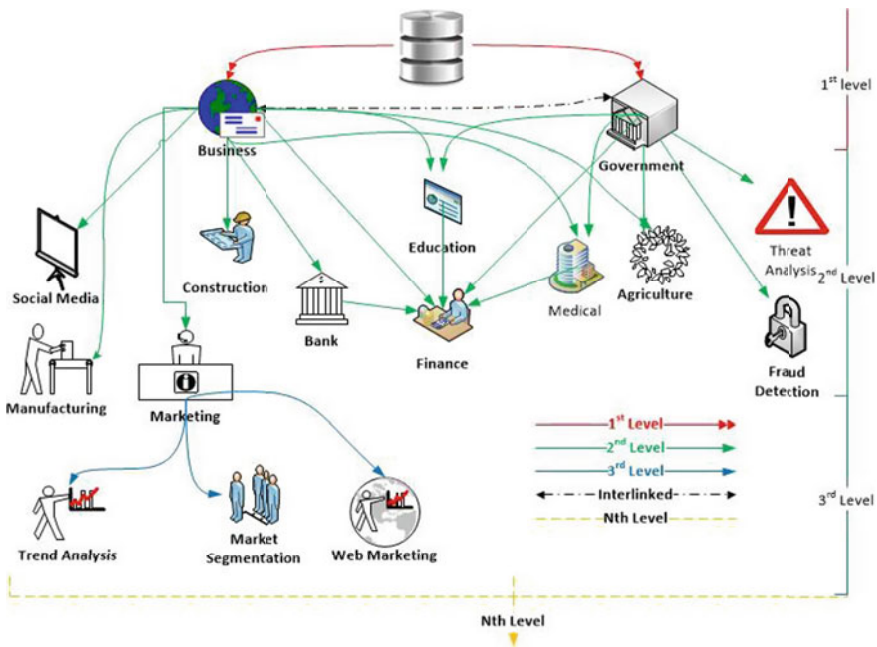 1st level
Business
Government
Education
Threat
Analysis
2nd Level
Social Media
Construction
Medical
Agriculture
Bank
Finance
Fraud
Detection
Manufacturing
Marketing
1st Level
2nd Level
3rd Level
Interlinked
Nth Level
3rd Level
Trend Analysis
Market
Segmentation
Web Marketing
Nth Level